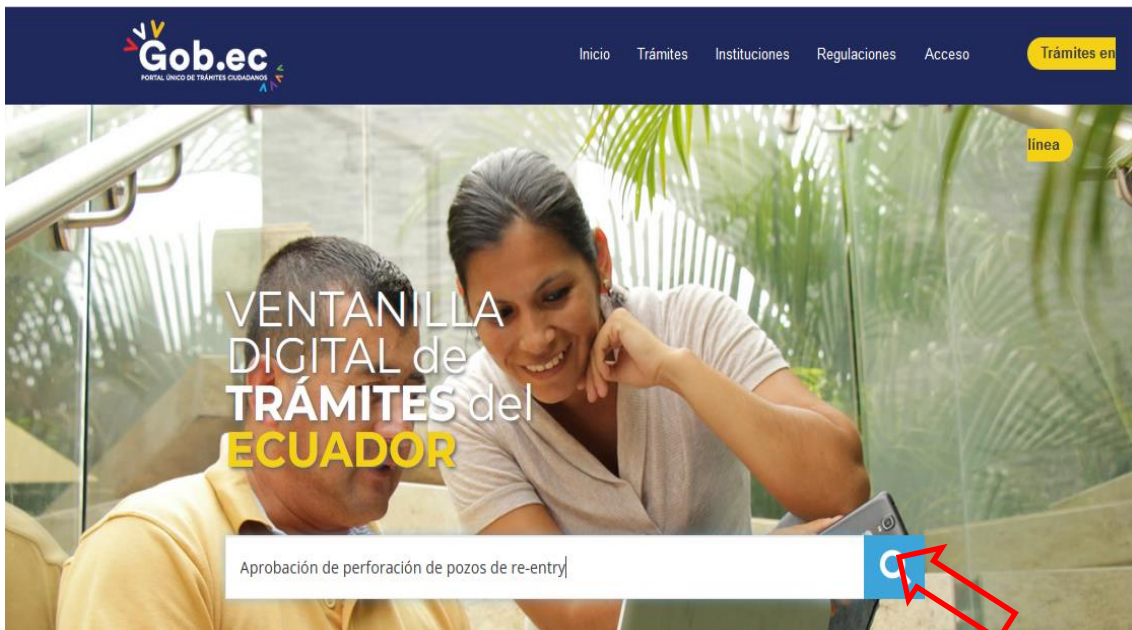 Gob.ec
PORTAL ÚNICO DE TRÁMITES CIUDADANOS
Inicio
Trámites
Instituciones
Regulaciones
Acceso
Trámites en
línea
VENTANILLA
DIGITAL de
TRÁMITES del
ECUADOR
Aprobación de perforación de pozos de re-entry